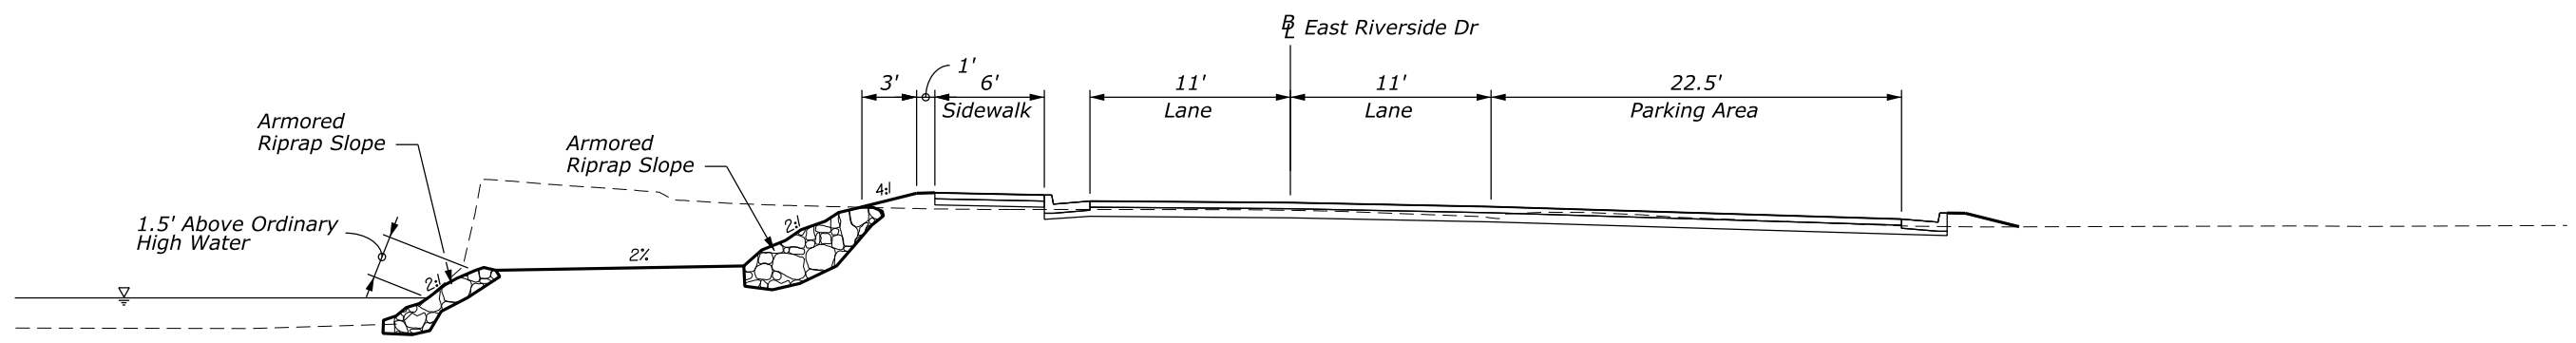 BL East Riverside Dr
1'
3'
6'
11'
11'
22.5'
Sidewalk
Lane
Lane
Parking Area
Armored
Riprap Slope
Armored
Riprap Slope
4:1
2:1
1.5' Above Ordinary
High Water
2%
2:1